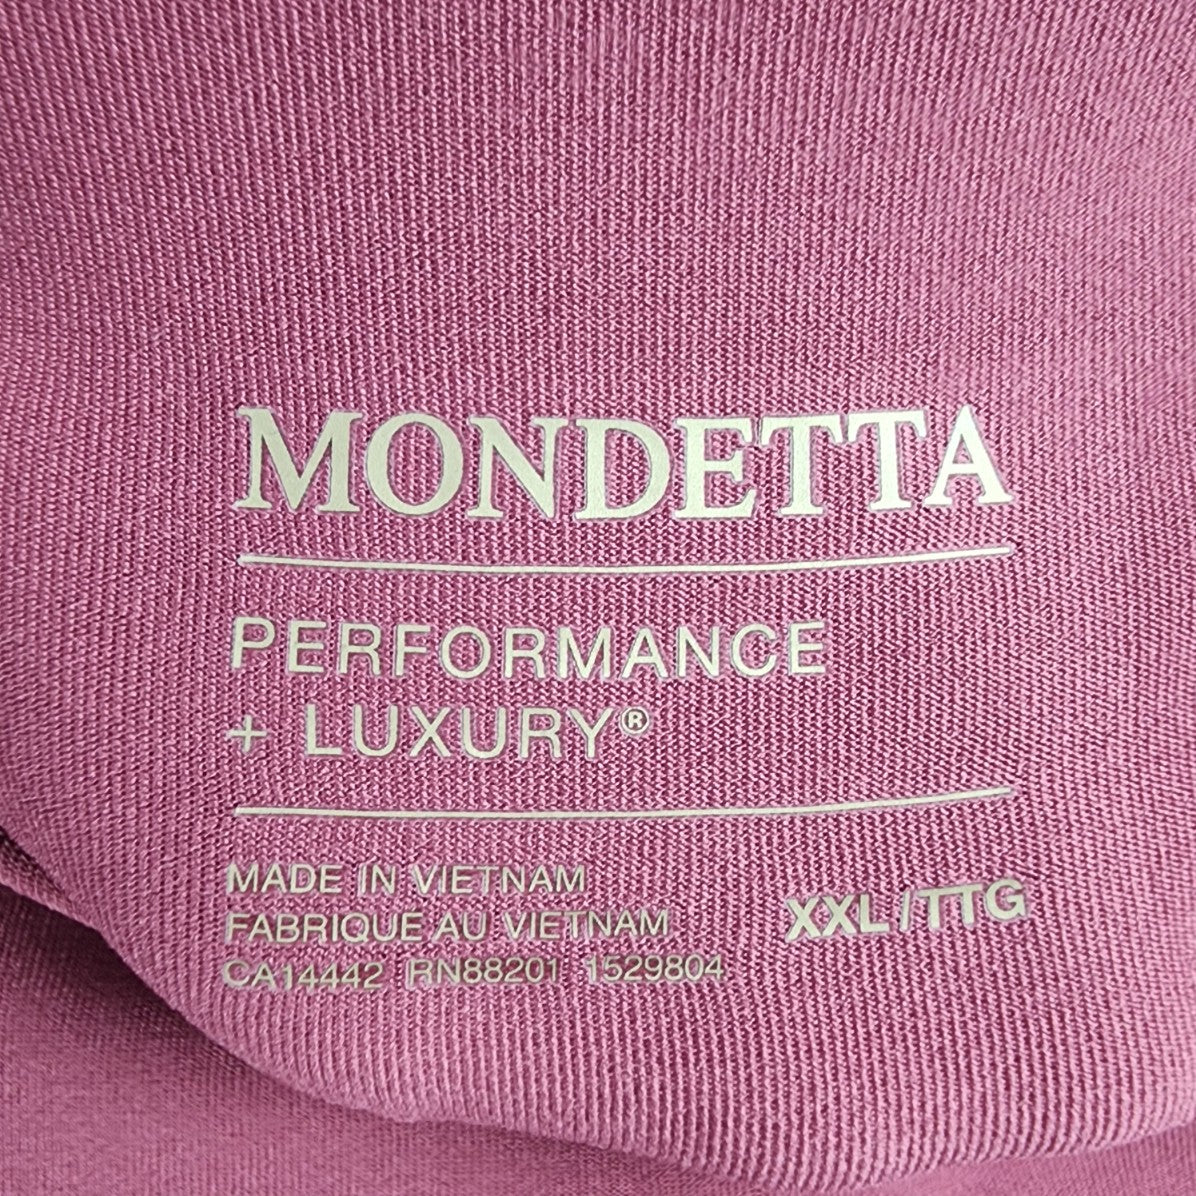 MONDETTA
PERFORMANCE
+ LUXURY®
MADE IN VIETNAM
FABRIQUE AU VIETNAM
CA14442 RN88201 1529804
XXL/TTG